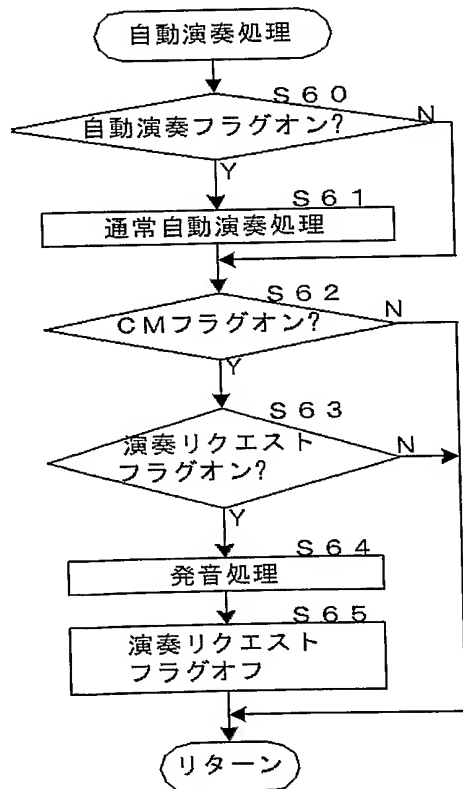 自動演奏処理
S60
自動演奏フラグオン?
N
Y
S61
通常自動演奏処理
S62
CMフラグオン?
N
Y
S63
演奏リクエスト
フラグオン?
N
Y
S64
発音処理
S65
演奏リクエスト
フラグオフ
リターン